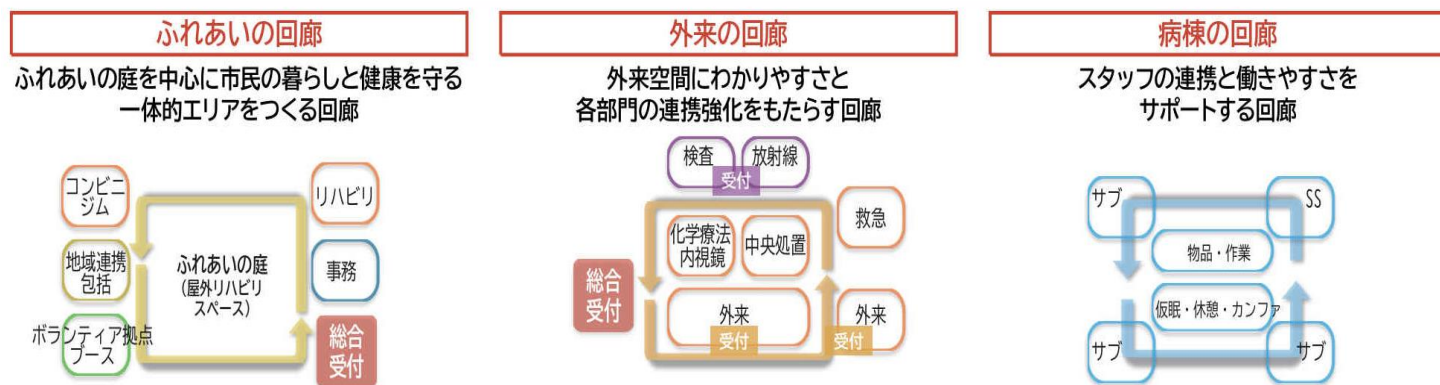 ふれあいの回廊
ふれあいの庭を中心に市民の暮らしと健康を守る
一体的エリアをつくる回廊
コンビニ
ジム
リハビリ
地域連携
包括
ふれあいの庭
(屋外リハビリ
スペース)
事務
ボランティア拠点
ブース
総合
受付
外来の回廊
外来空間にわかりやすさと
各部門の連携強化をもたらす回廊
検査
放射線
受付
救急
化学療法
内視鏡
中央処置
総合
受付
外来
受付
外来
受付
病棟の回廊
スタッフの連携と働きやすさを
サポートする回廊
サブ
SS
物品・作業
仮眠・休憩・カンファ
サブ
サブ